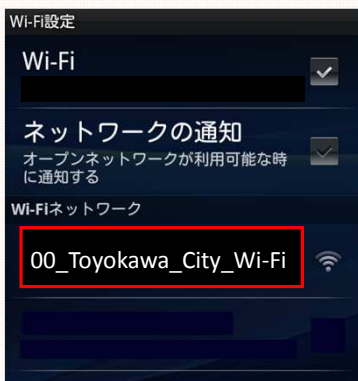 Wi-Fi設定
Wi-Fi
ネットワークの通知
オープンネットワークが利用可能な時
に通知する
Wi-Fiネットワーク
00_Toyokawa_City_Wi-Fi